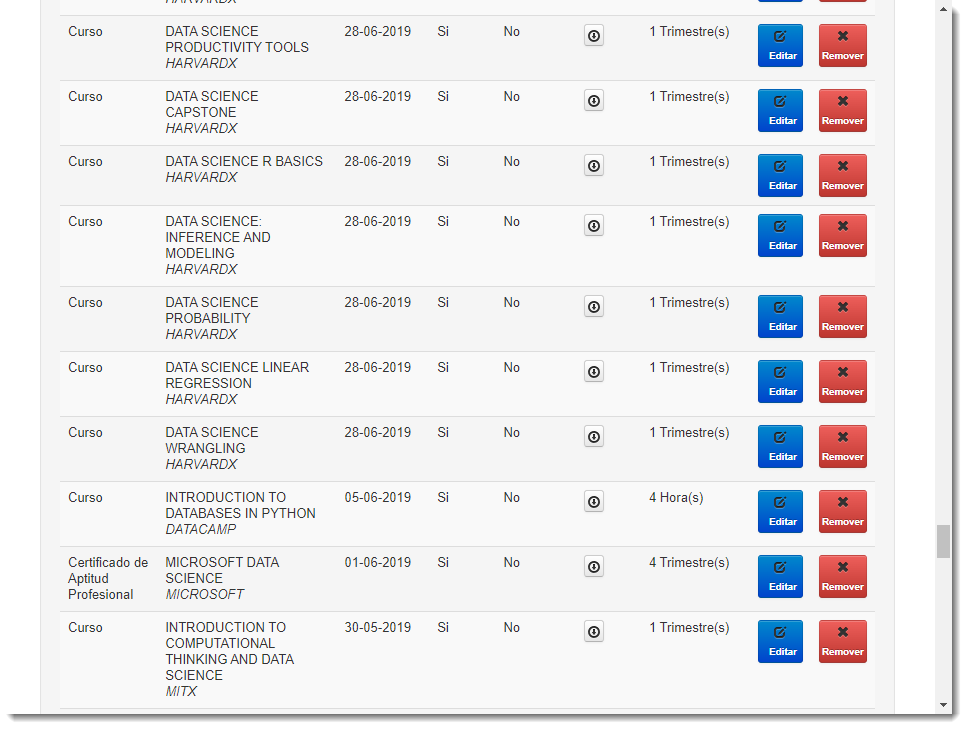 HARVARDX
Curso DATA SCIENCE 28-06-2019 Si No 1 Trimestre(s)
PRODUCTIVITY TOOLS
HARVARDX
Editar Remover
Curso DATA SCIENCE 28-06-2019 Si No 1 Trimestre(s)
CAPSTONE
HARVARDX
Editar Remover
Curso DATA SCIENCE R BASICS 28-06-2019 Si No 1 Trimestre(s)
HARVARDX
Editar Remover
Curso DATA SCIENCE: 28-06-2019 Si No 1 Trimestre(s)
INFERENCE AND
MODELING
HARVARDX
Editar Remover
Curso DATA SCIENCE 28-06-2019 Si No 1 Trimestre(s)
PROBABILITY
HARVARDX
Editar Remover
Curso DATA SCIENCE LINEAR 28-06-2019 Si No 1 Trimestre(s)
REGRESSION
HARVARDX
Editar Remover
Curso DATA SCIENCE 28-06-2019 Si No 1 Trimestre(s)
WRANGLING
HARVARDX
Editar Remover
Curso INTRODUCTION TO 05-06-2019 Si No 4 Hora(s)
DATABASES IN PYTHON
DATACAMP
Editar Remover
Certificado de MICROSOFT DATA 01-06-2019 Si No 4 Trimestre(s)
Aptitud SCIENCE
Profesional MICROSOFT
Editar Remover
Curso INTRODUCTION TO 30-05-2019 Si No 1 Trimestre(s)
COMPUTATIONAL
THINKING AND DATA
SCIENCE
MITX
Editar Remover